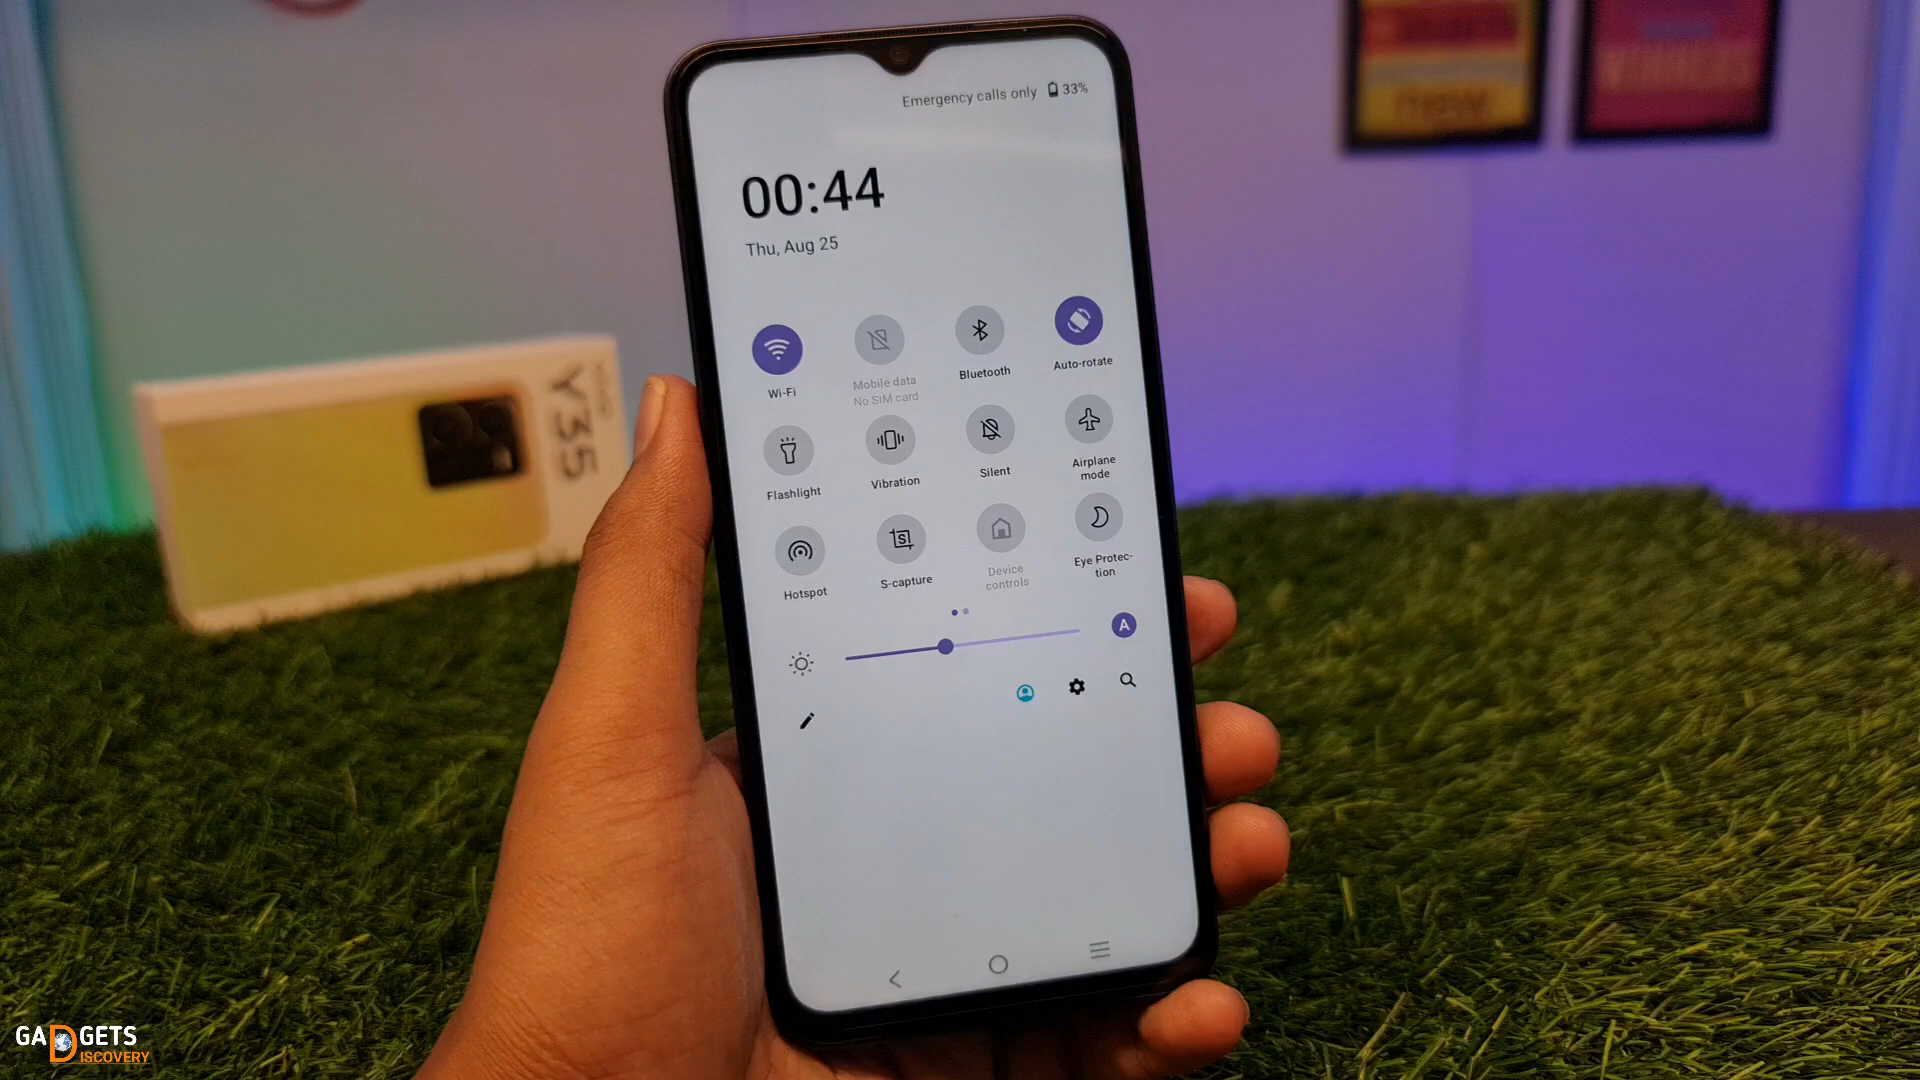 Emergency calls only 33%
00:44
Thu, Aug 25
Wi-Fi
Mobile data
No SIM card
Bluetooth
Auto-rotate
Flashlight
Vibration
Silent
Airplane
mode
Hotspot
S-capture
Device
controls
Eye Protec-
tion
A
vivo
Y35
GADGETS
DISCOVERY